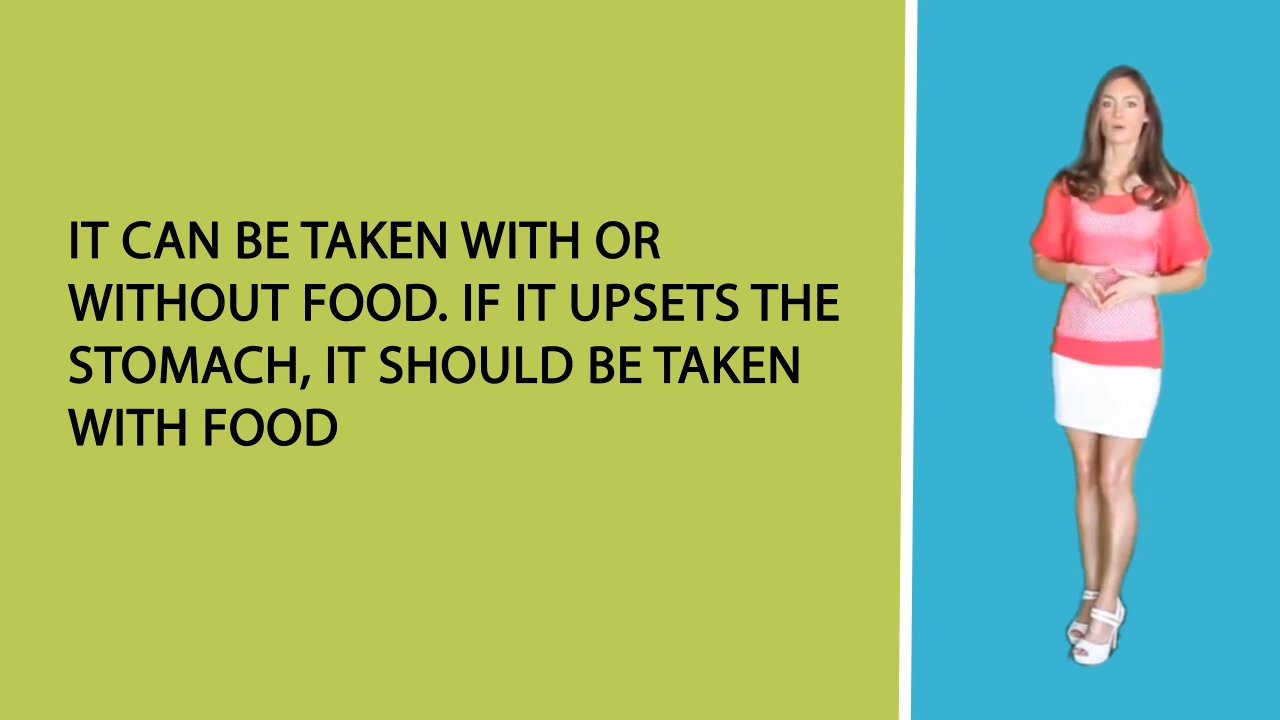 IT CAN BE TAKEN WITH OR
WITHOUT FOOD. IF IT UPSETS THE
STOMACH, IT SHOULD BE TAKEN
WITH FOOD